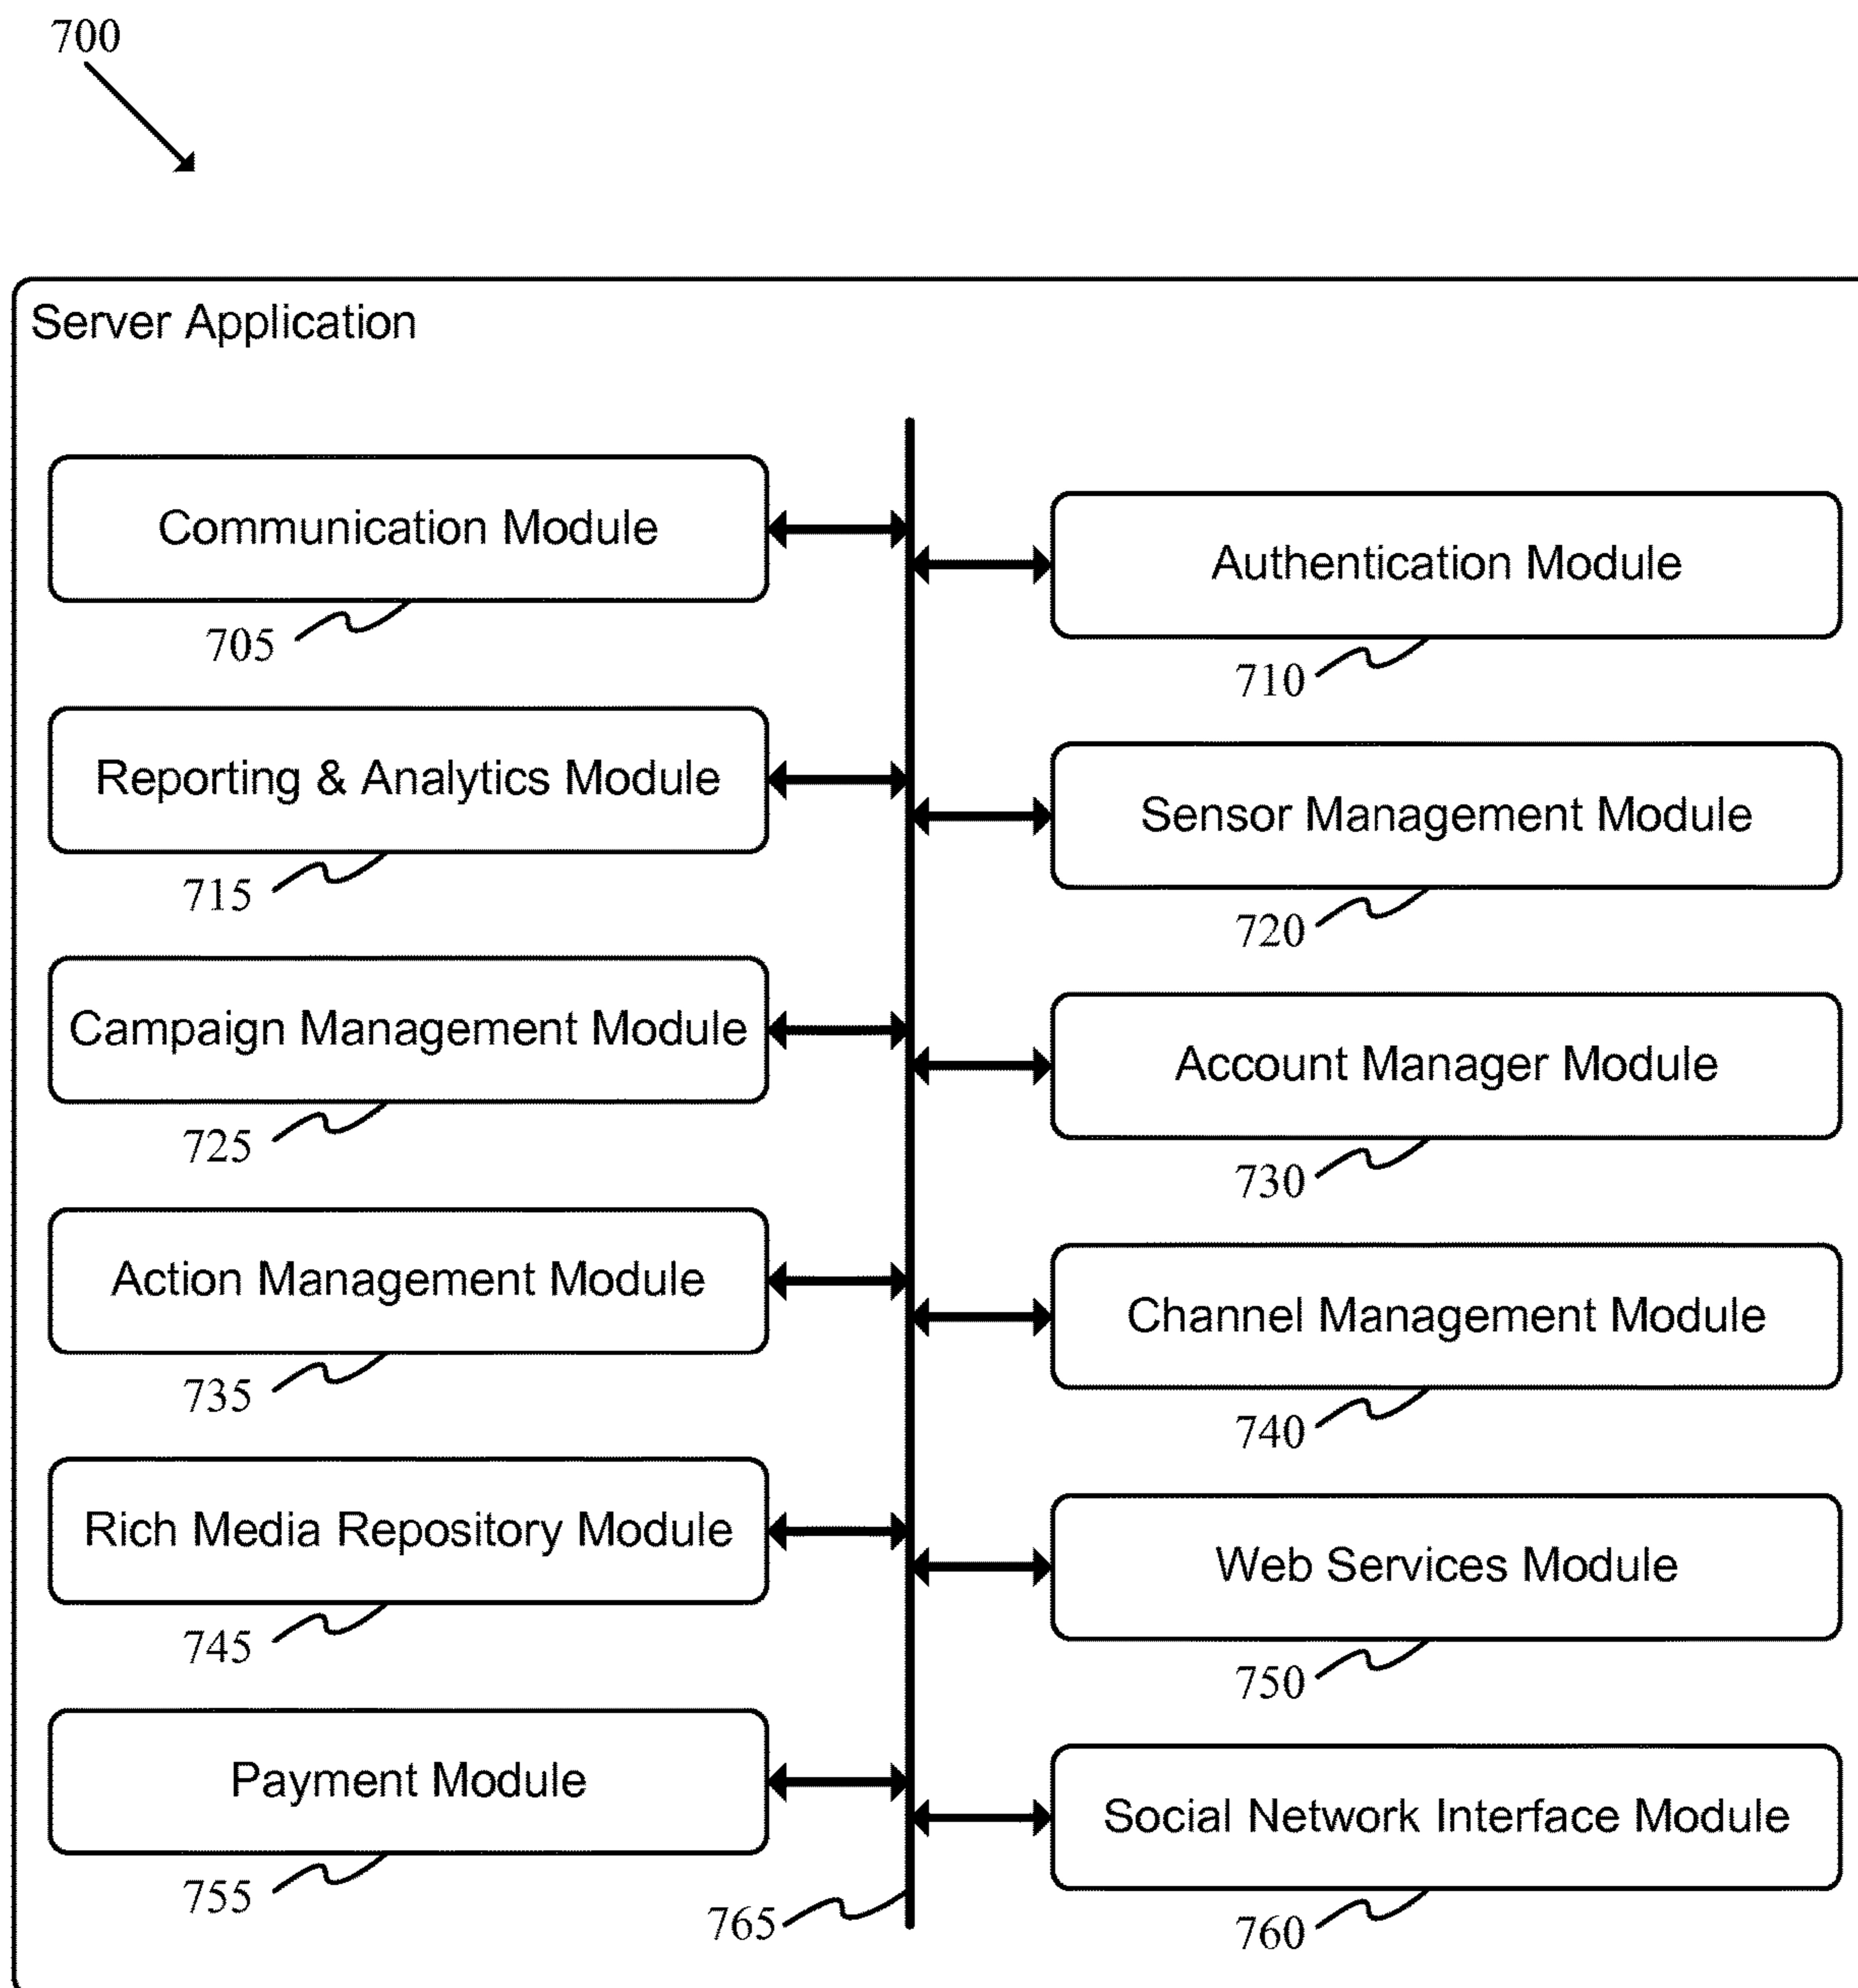 700
Server Application
Communication Module
705
Authentication Module
710
Reporting & Analytics Module
715
Sensor Management Module
720
Campaign Management Module
725
Account Manager Module
730
Action Management Module
735
Channel Management Module
740
Rich Media Repository Module
745
Web Services Module
750
Payment Module
755
Social Network Interface Module
760
765